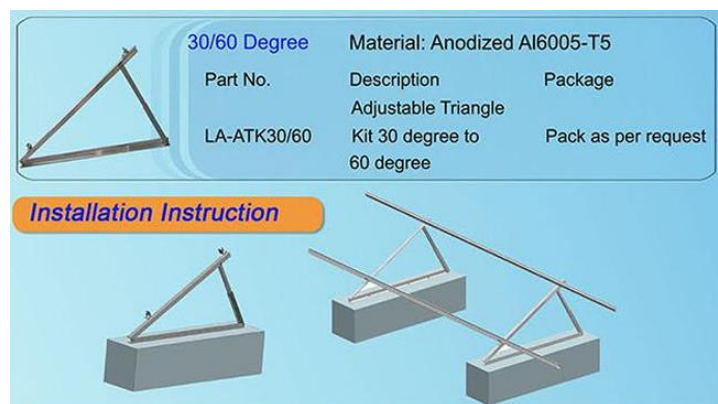 30/60 Degree Material: Anodized Al6005-T5
Part No. Description Package
Adjustable Triangle
LA-ATK30/60 Kit 30 degree to Pack as per request
60 degree
Installation Instruction